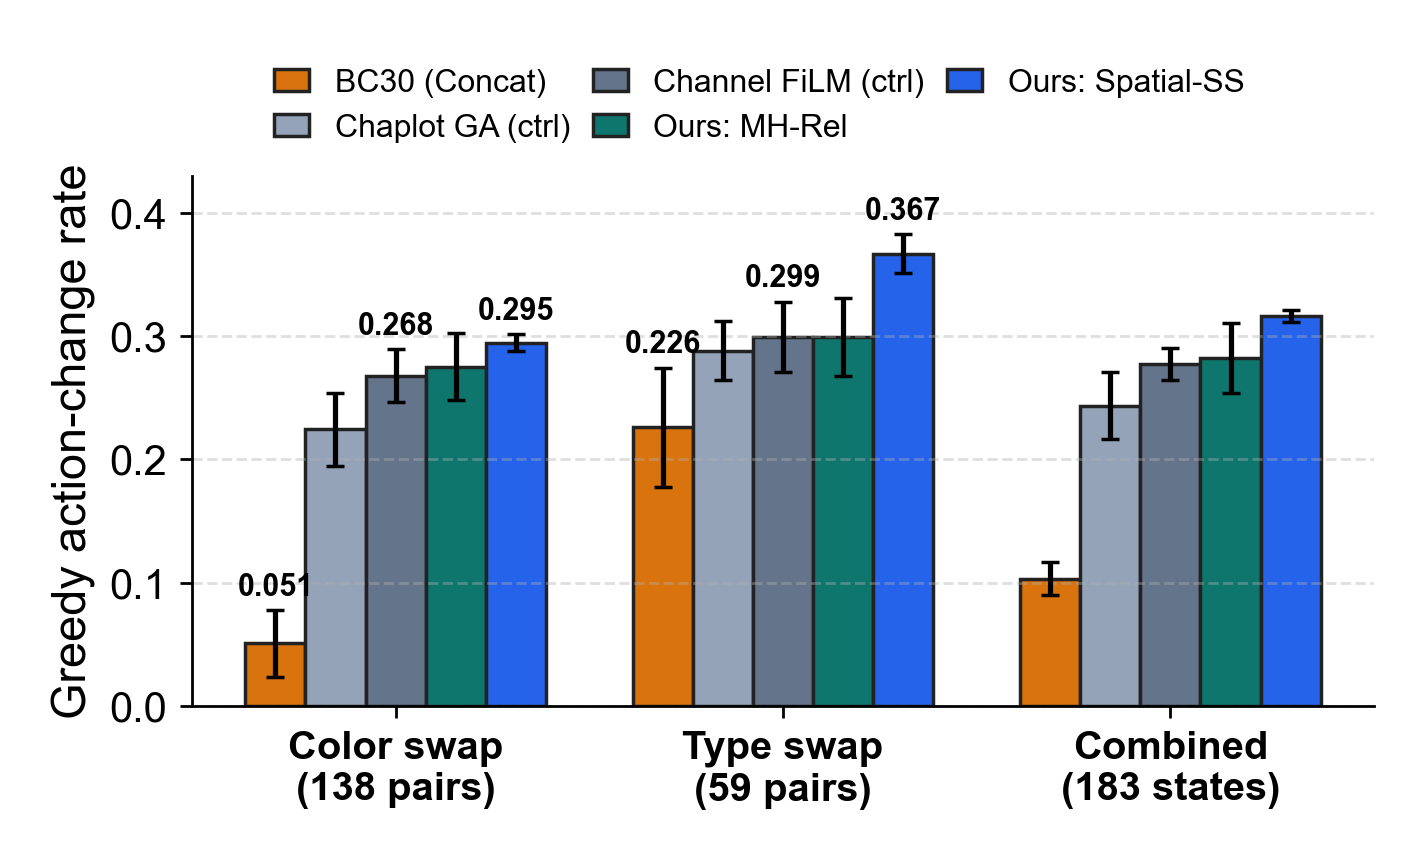 BC30 (Concat)
Chaplot GA (ctrl)
Channel FiLM (ctrl)
Ours: MH-Rel
Ours: Spatial-SS
Greedy action-change rate
0.4
0.3
0.2
0.1
0.0
0.051
0.268
0.295
0.226
0.299
0.367
Color swap
(138 pairs)
Type swap
(59 pairs)
Combined
(183 states)